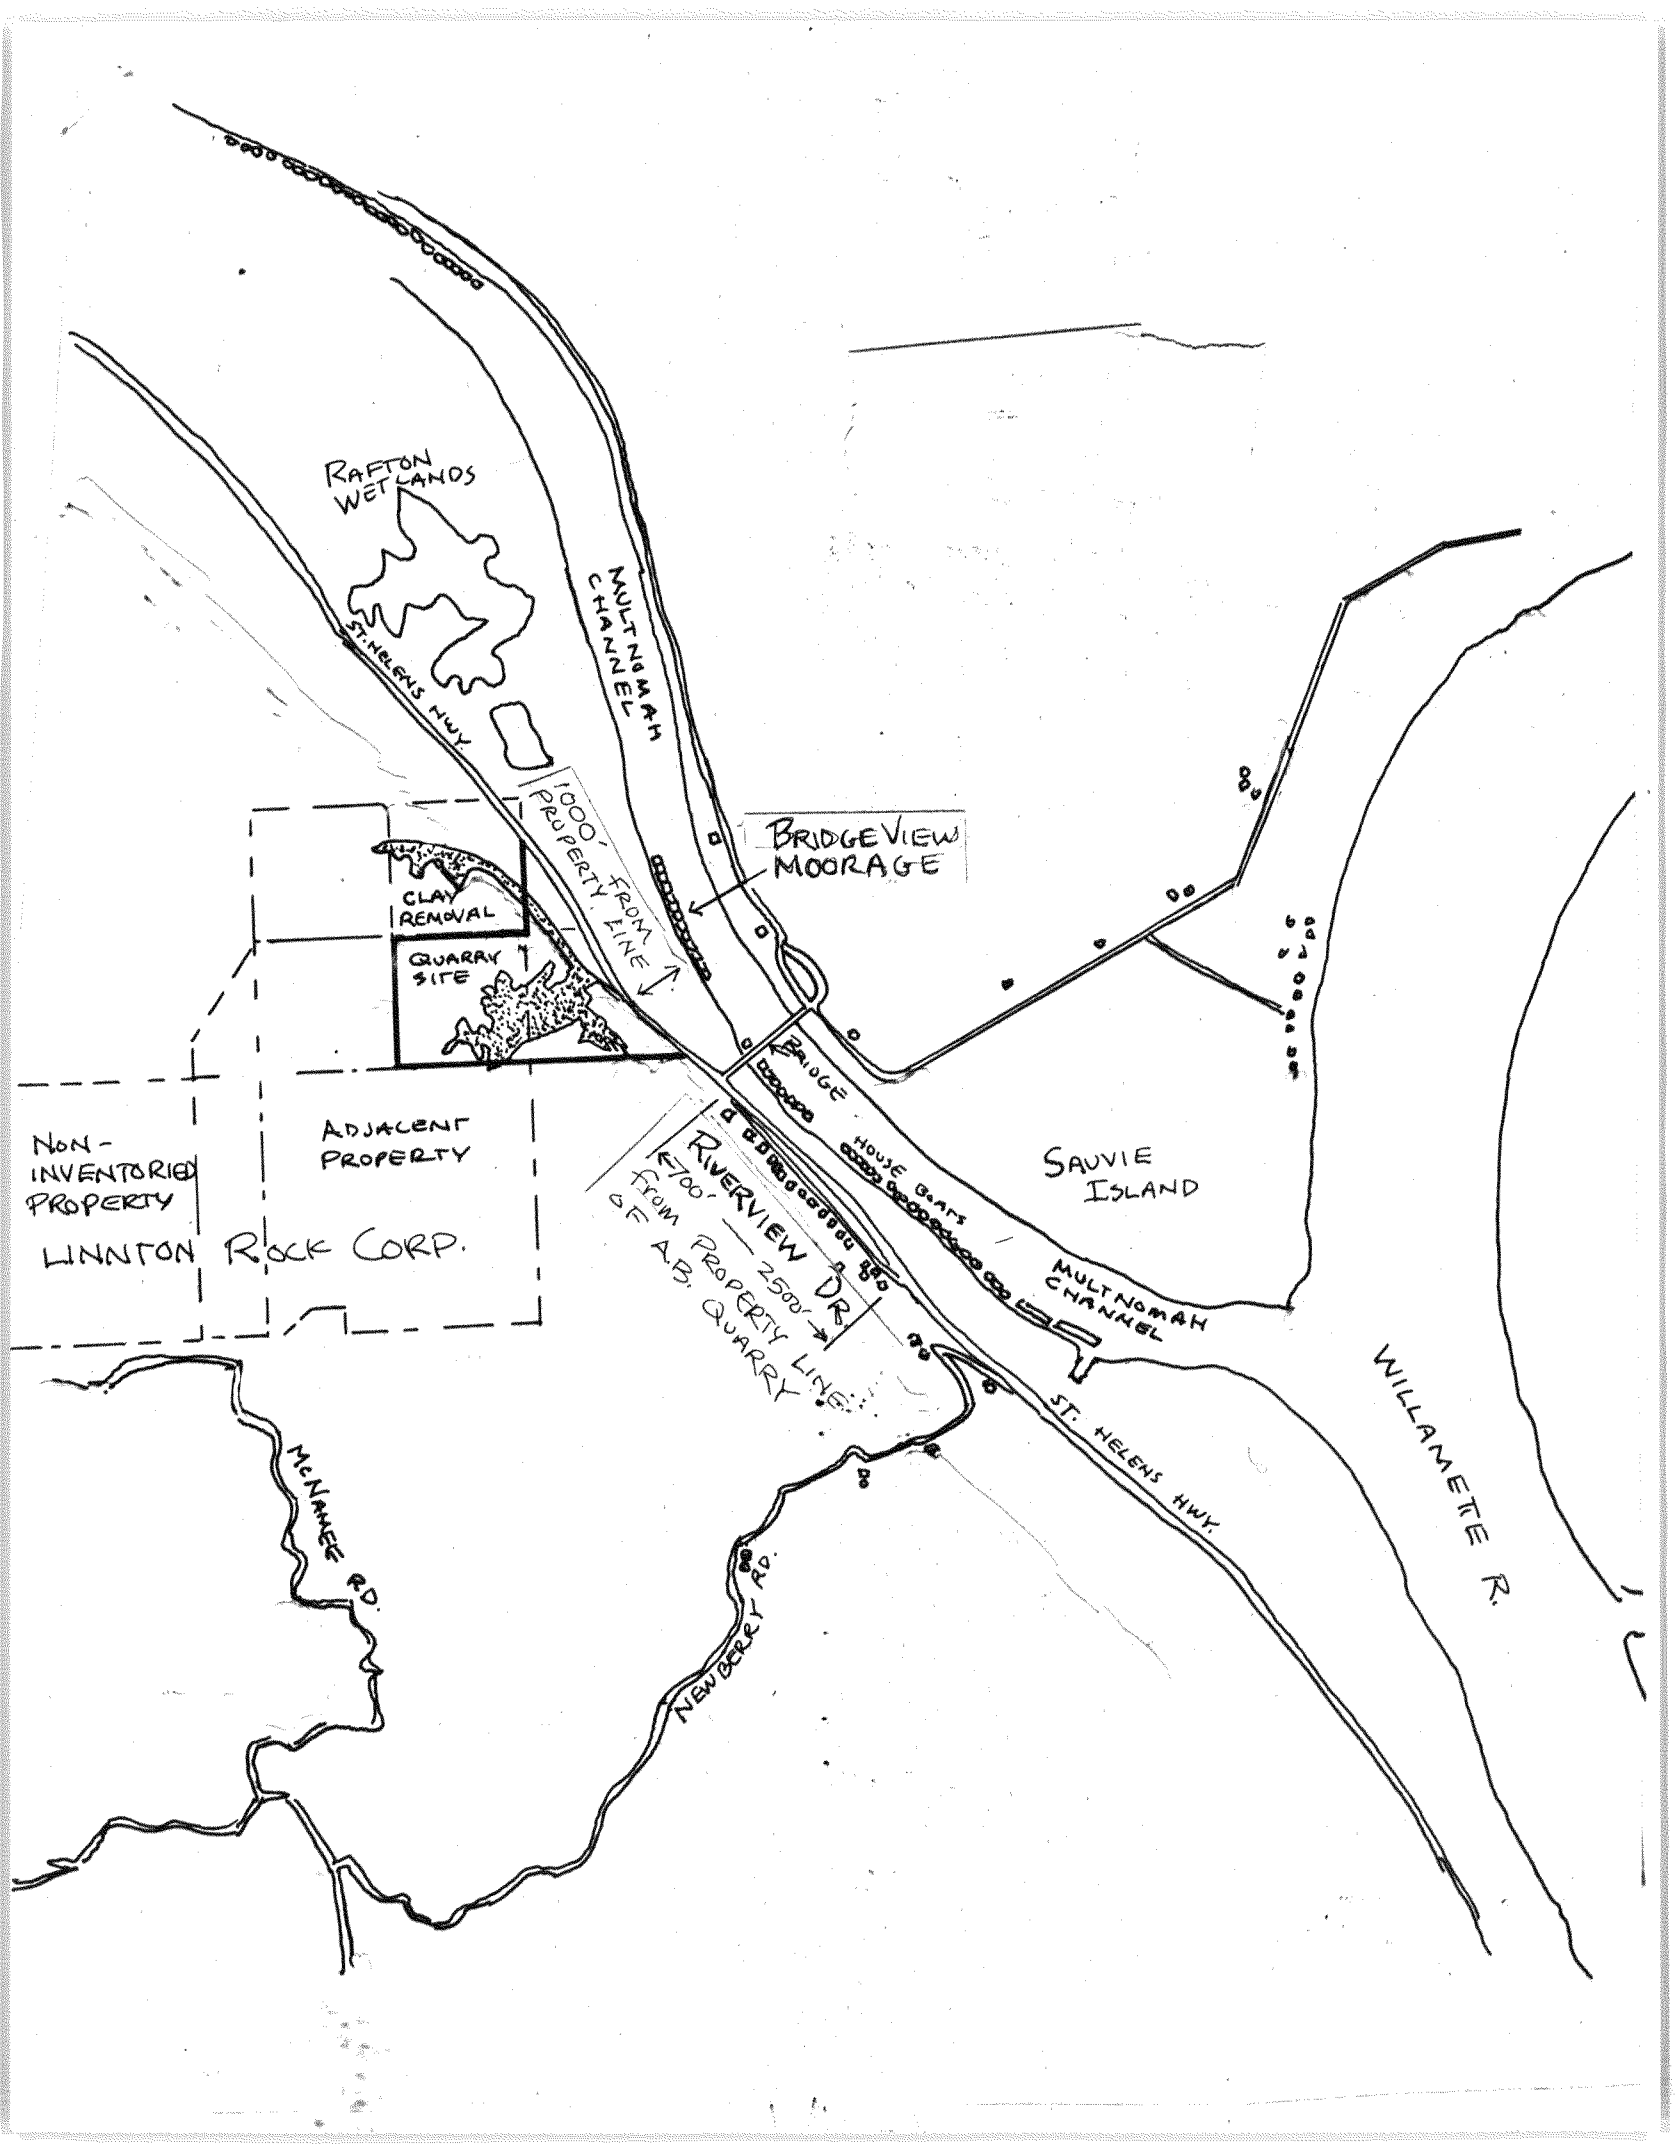 RAFTON
WETLANDS
MULTNOMAH
CHANNEL
ST. HELENS HWY.
1000' FROM
PROPERTY LINE
BRIDGEVIEW
MOORAGE
CLAY
REMOVAL
QUARRY
SITE
BRIDGE
HOUSE BOATS
SAUVIE
ISLAND
NON-
INVENTORIED
PROPERTY
ADJACENT
PROPERTY
LINNTON ROCK CORP.
RIVERVIEW DR.
700' — 2500'
FROM PROPERTY LINE
OF A.B. QUARRY
MULTNOMAH
CHANNEL
WILLAMETTE R.
ST. HELENS HWY.
MCNAMEE RD.
NEWBERRY RD.